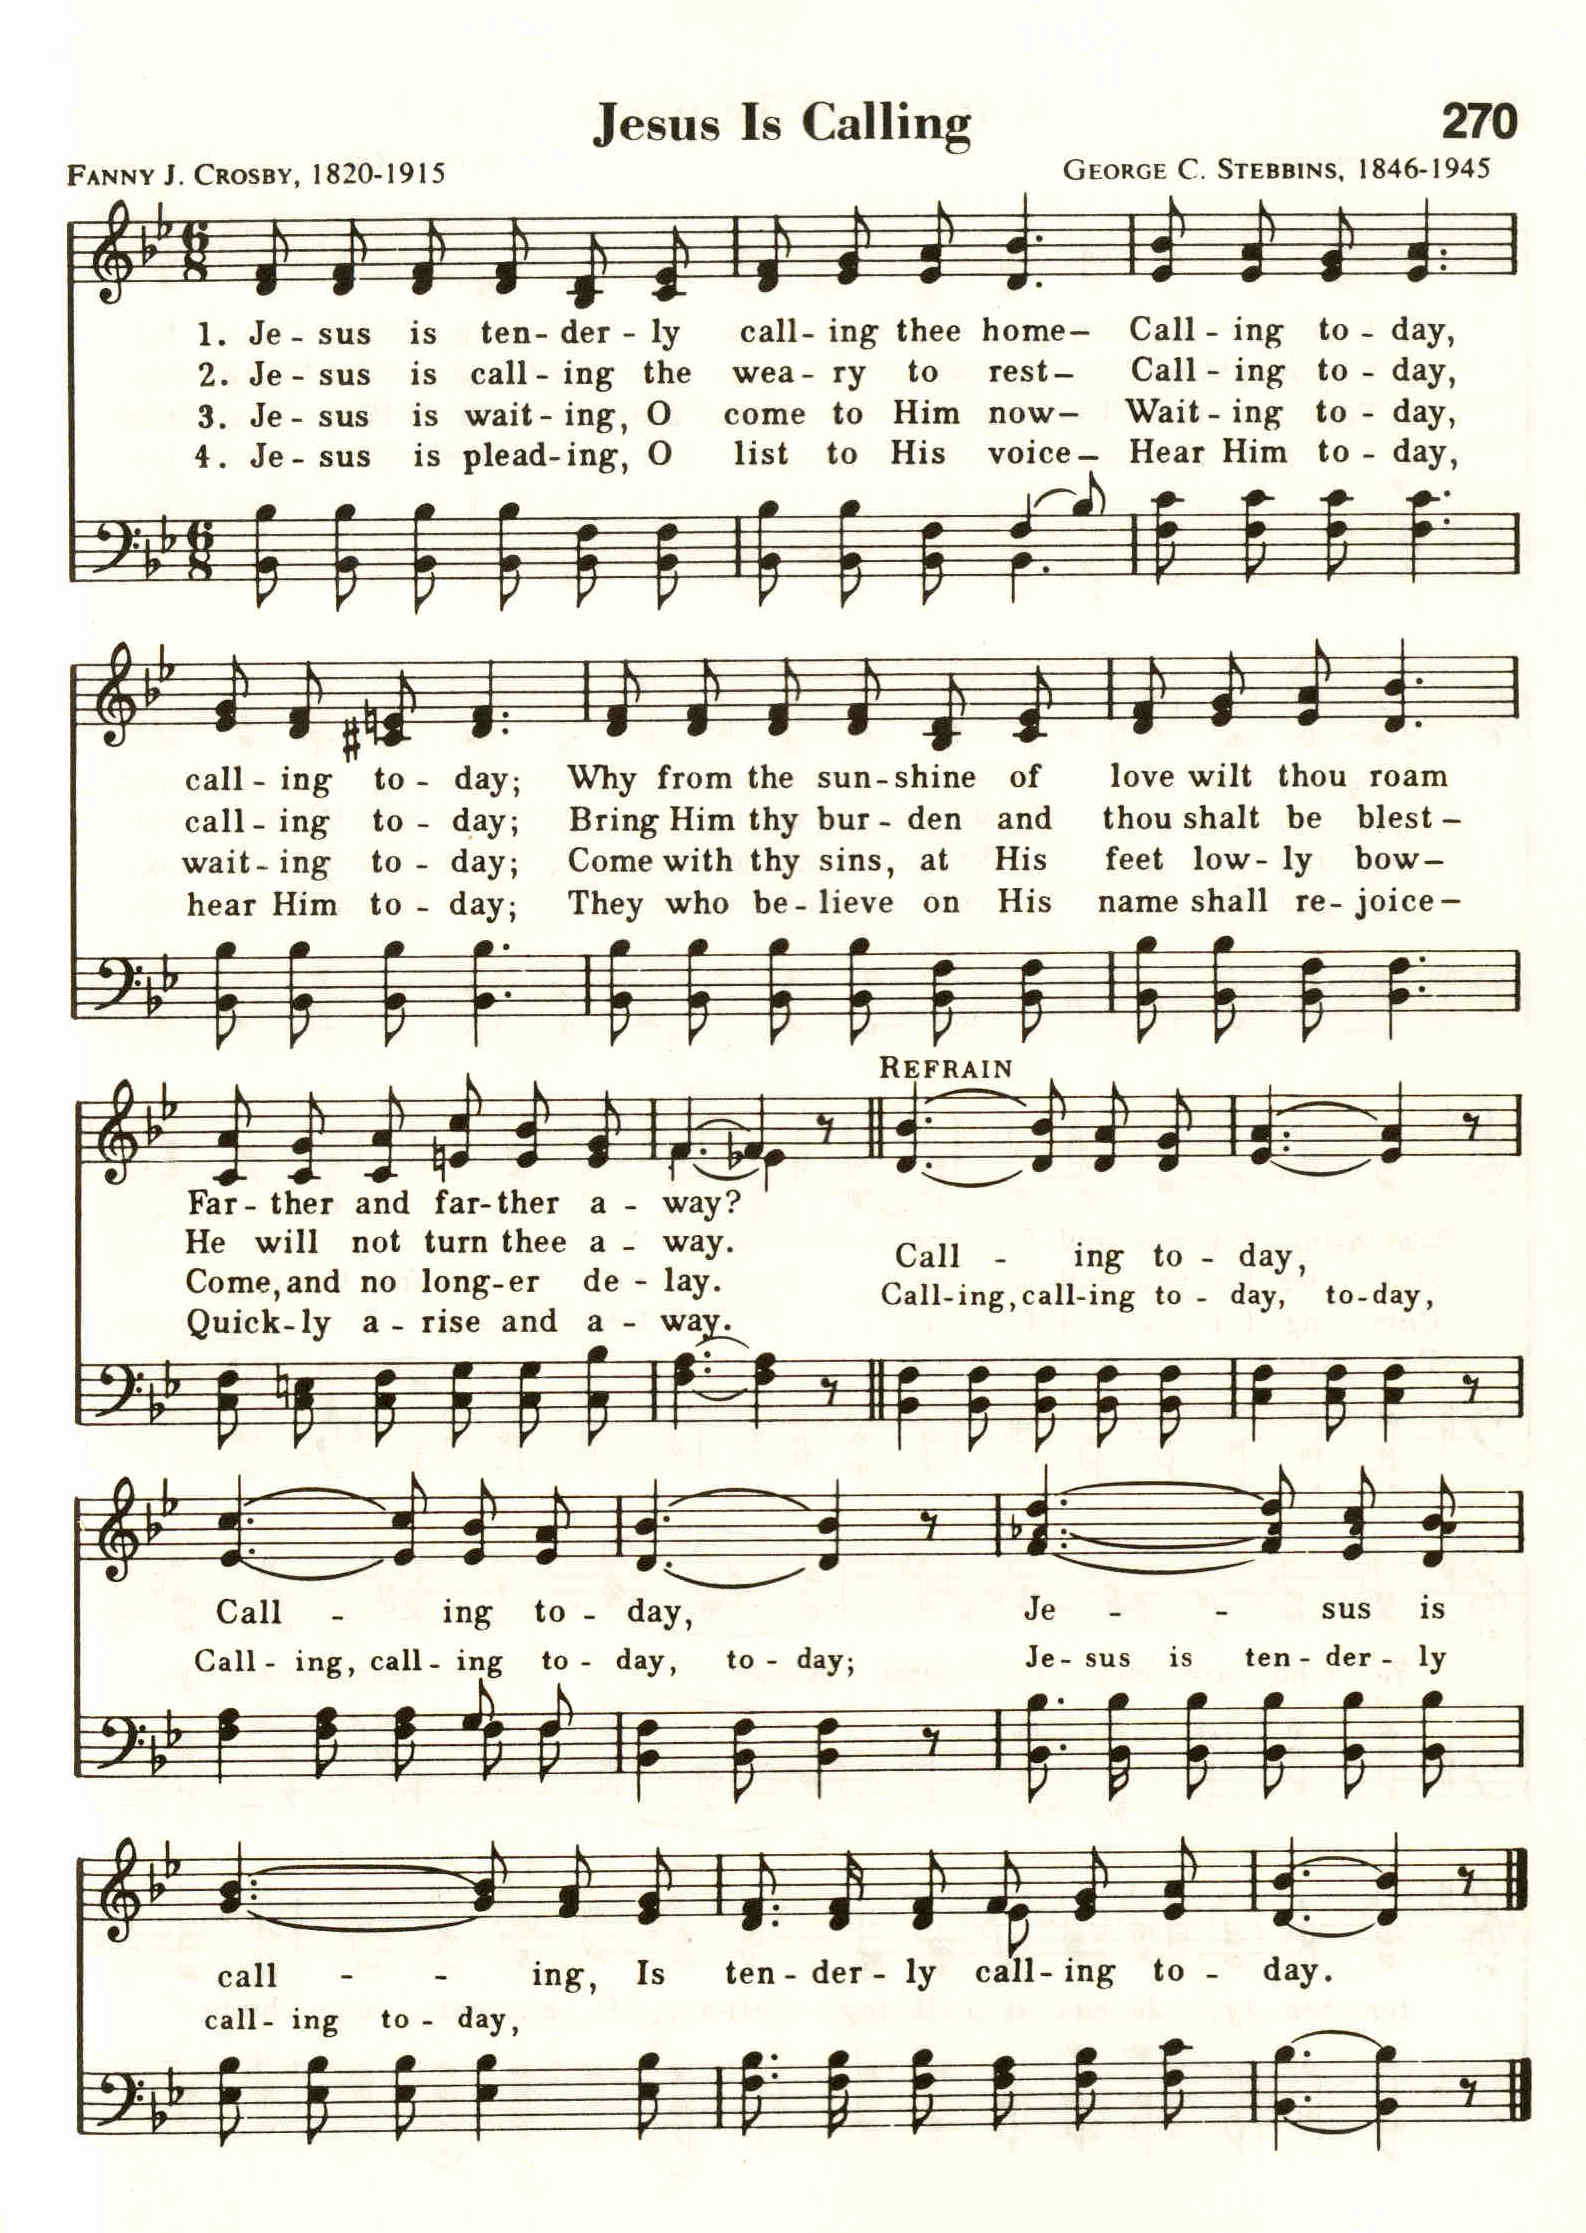 Jesus Is Calling 270
FANNY J. CROSBY, 1820-1915 GEORGE C. STEBBINS, 1846-1945
1. Je - sus is ten- der - ly call- ing thee home– Call - ing to - day,
2. Je - sus is call - ing the wea - ry to rest– Call - ing to - day,
3. Je - sus is wait - ing, O come to Him now– Wait - ing to - day,
4. Je - sus is plead-ing, O list to His voice– Hear Him to - day,
call - ing to - day; Why from the sun-shine of love wilt thou roam
call - ing to - day; Bring Him thy bur - den and thou shalt be blest–
wait - ing to - day; Come with thy sins, at His feet low- ly bow–
hear Him to - day; They who be - lieve on His name shall re- joice–
REFRAIN
Far - ther and far-ther a - way?
He will not turn thee a - way.
Come, and no long-er de - lay.
Quick-ly a - rise and a - way.
Call - ing to - day,
Call-ing, call-ing to - day, to-day,
Call - ing to - day, Je - - sus is
Call - ing, call- ing to - day, to - day; Je- sus is ten- der- ly
call - - ing, Is ten- der- ly call- ing to - day.
call- ing to - day,